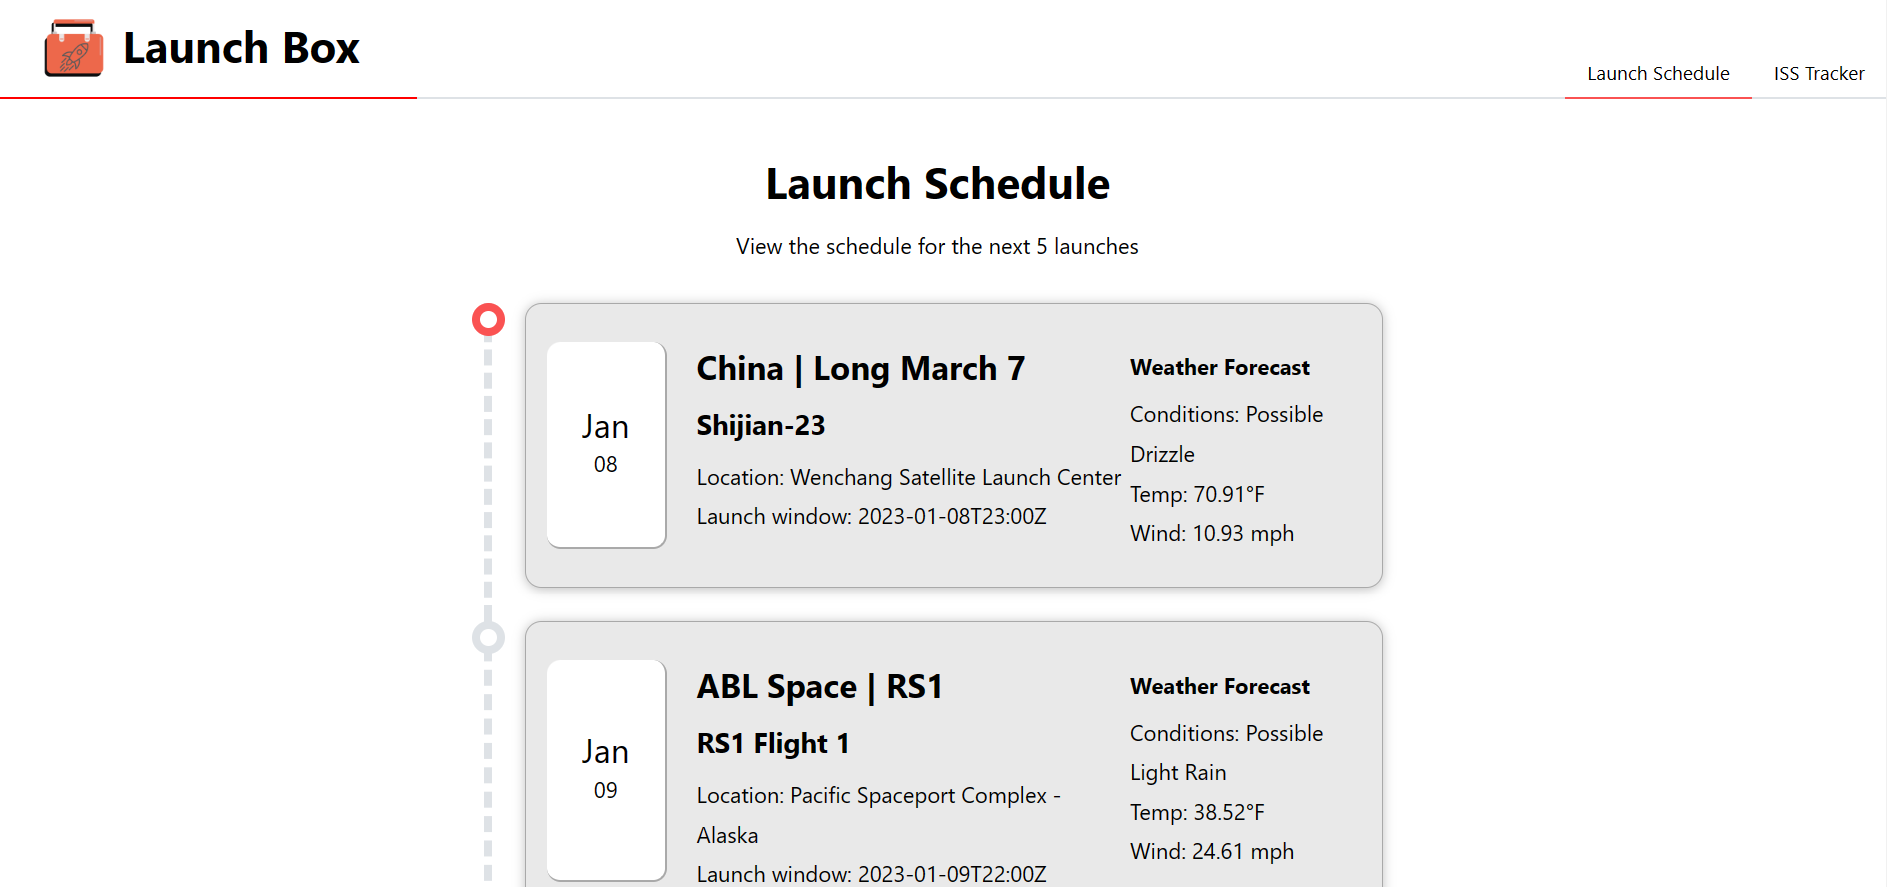 Launch Box
Launch Schedule
ISS Tracker
Launch Schedule
View the schedule for the next 5 launches
Jan
08
China | Long March 7
Shijian-23
Location: Wenchang Satellite Launch Center
Launch window: 2023-01-08T23:00Z
Weather Forecast
Conditions: Possible
Drizzle
Temp: 70.91°F
Wind: 10.93 mph
Jan
09
ABL Space | RS1
RS1 Flight 1
Location: Pacific Spaceport Complex -
Alaska
Launch window: 2023-01-09T22:00Z
Weather Forecast
Conditions: Possible
Light Rain
Temp: 38.52°F
Wind: 24.61 mph